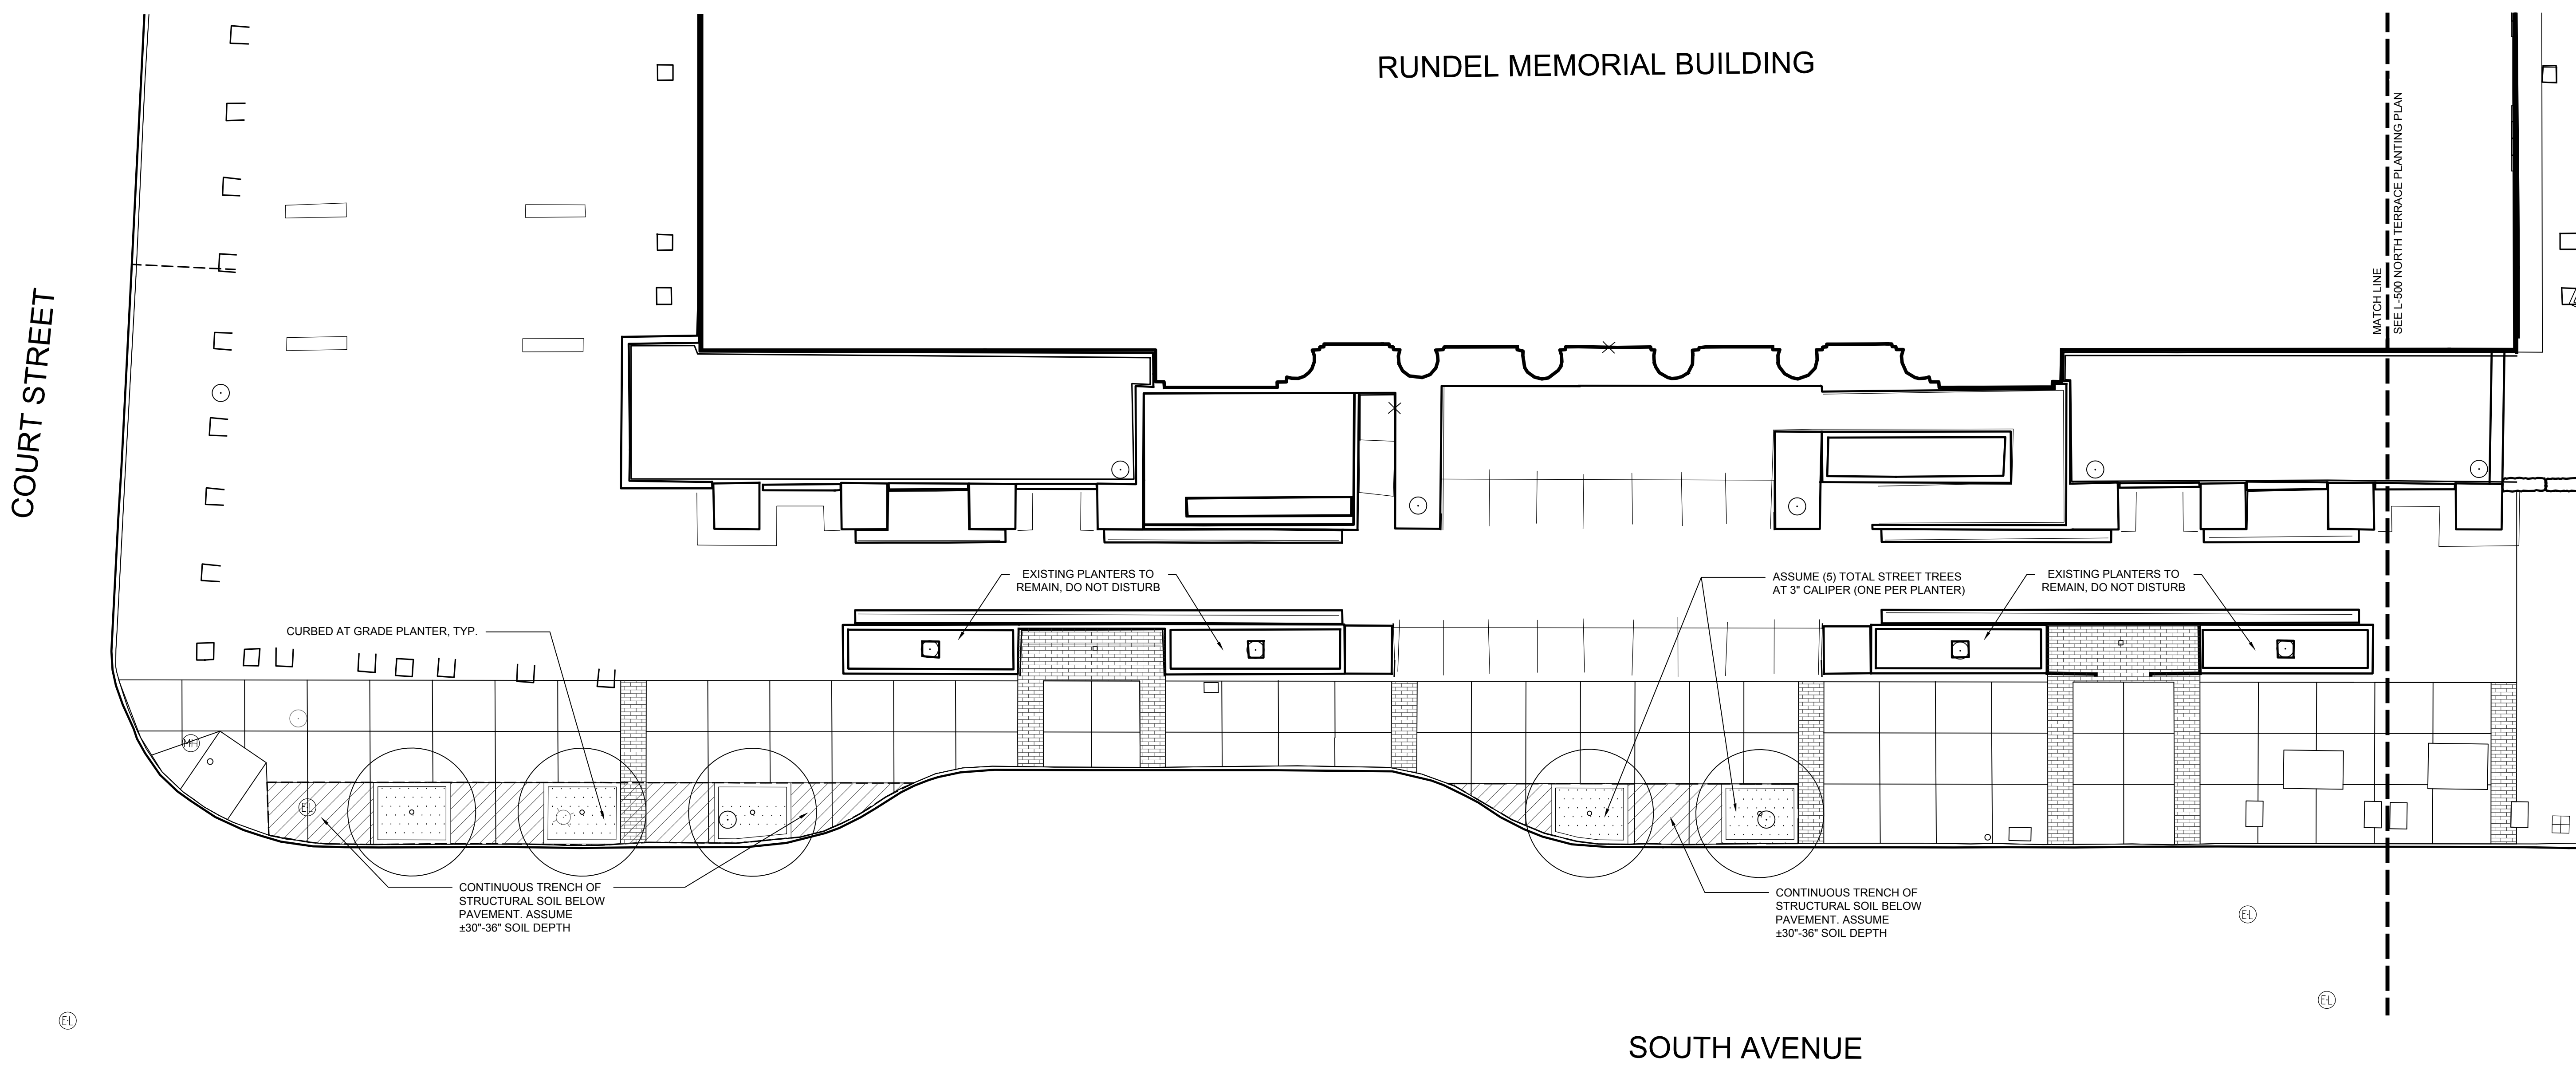 RUNDEL MEMORIAL BUILDING
COURT STREET
MATCH LINE
SEE L-500 NORTH TERRACE PLANTING PLAN
EXISTING PLANTERS TO
REMAIN, DO NOT DISTURB
ASSUME (5) TOTAL STREET TREES
AT 3" CALIPER (ONE PER PLANTER)
EXISTING PLANTERS TO
REMAIN, DO NOT DISTURB
CURBED AT GRADE PLANTER, TYP.
MH
E-L
CONTINUOUS TRENCH OF
STRUCTURAL SOIL BELOW
PAVEMENT. ASSUME
±30"-36" SOIL DEPTH
CONTINUOUS TRENCH OF
STRUCTURAL SOIL BELOW
PAVEMENT. ASSUME
±30"-36" SOIL DEPTH
E-L
E-L
E-L
SOUTH AVENUE